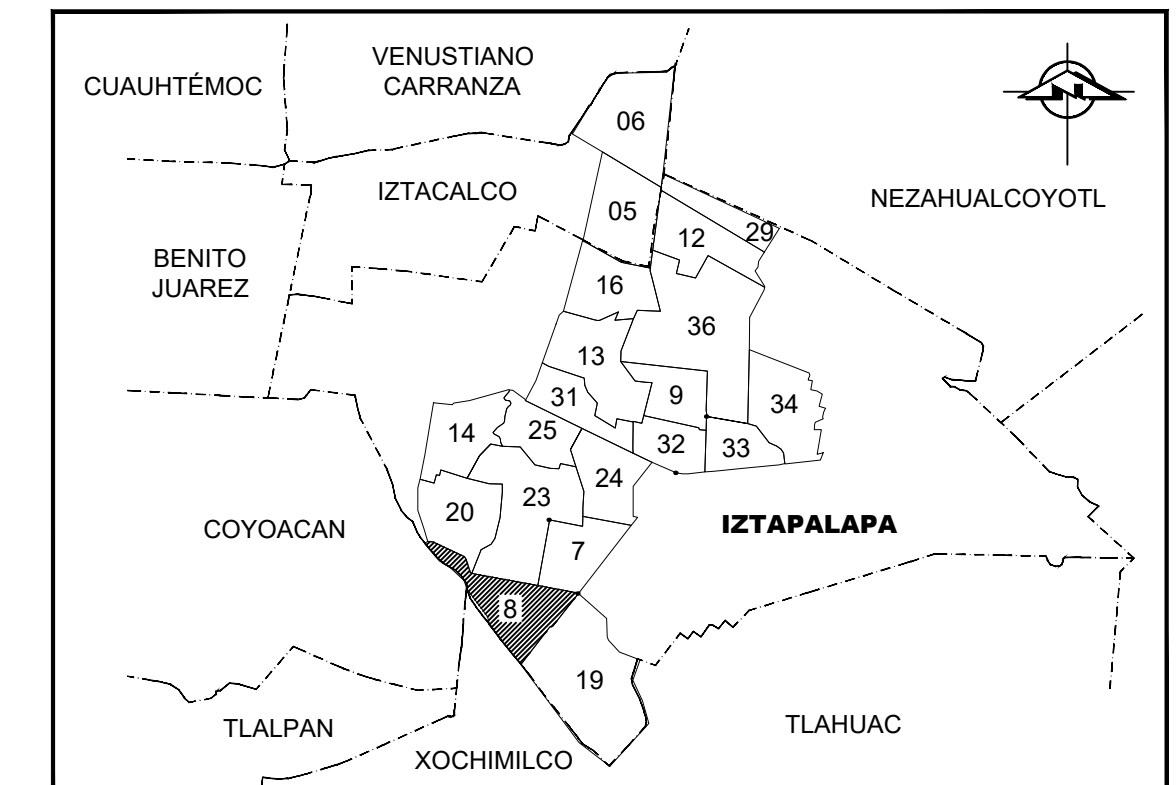 VENUSTIANO
CARRANZA
CUAUHTÉMOC
06
N
IZTACALCO
NEZAHUALCOYOTL
05
29
12
BENITO
JUAREZ
16
36
13
9
31
34
14
25
32
33
24
23
20
COYOACAN
IZTAPALAPA
7
8
19
TLALPAN
TLAHUAC
XOCHIMILCO